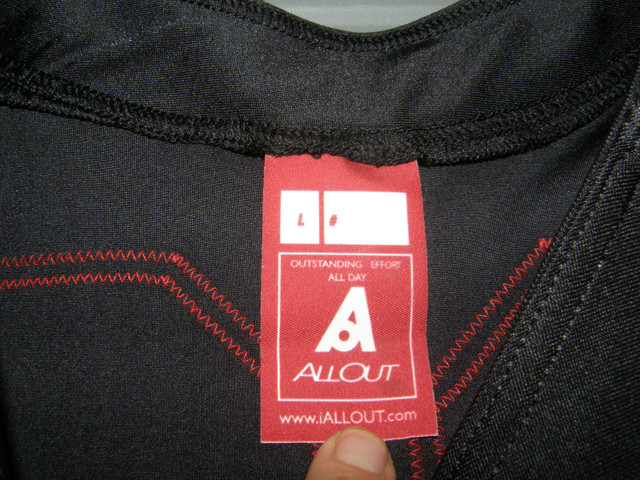 L #
OUTSTANDING EFFORT
ALL DAY
ALLOUT
www.iALLOUT.com